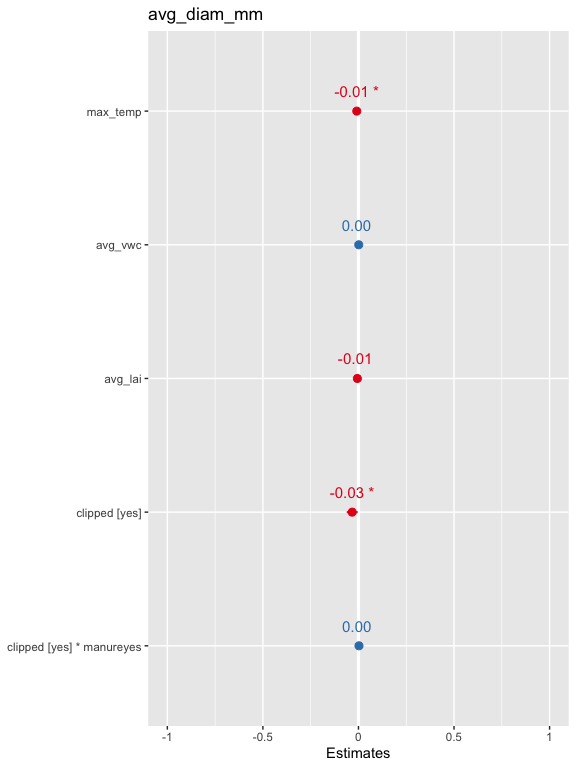 avg_diam_mm
-0.01 *
max_temp
0.00
avg_vwc
-0.01
avg_lai
-0.03 *
clipped [yes]
0.00
clipped [yes] * manureyes
-1 -0.5 0 0.5 1
Estimates